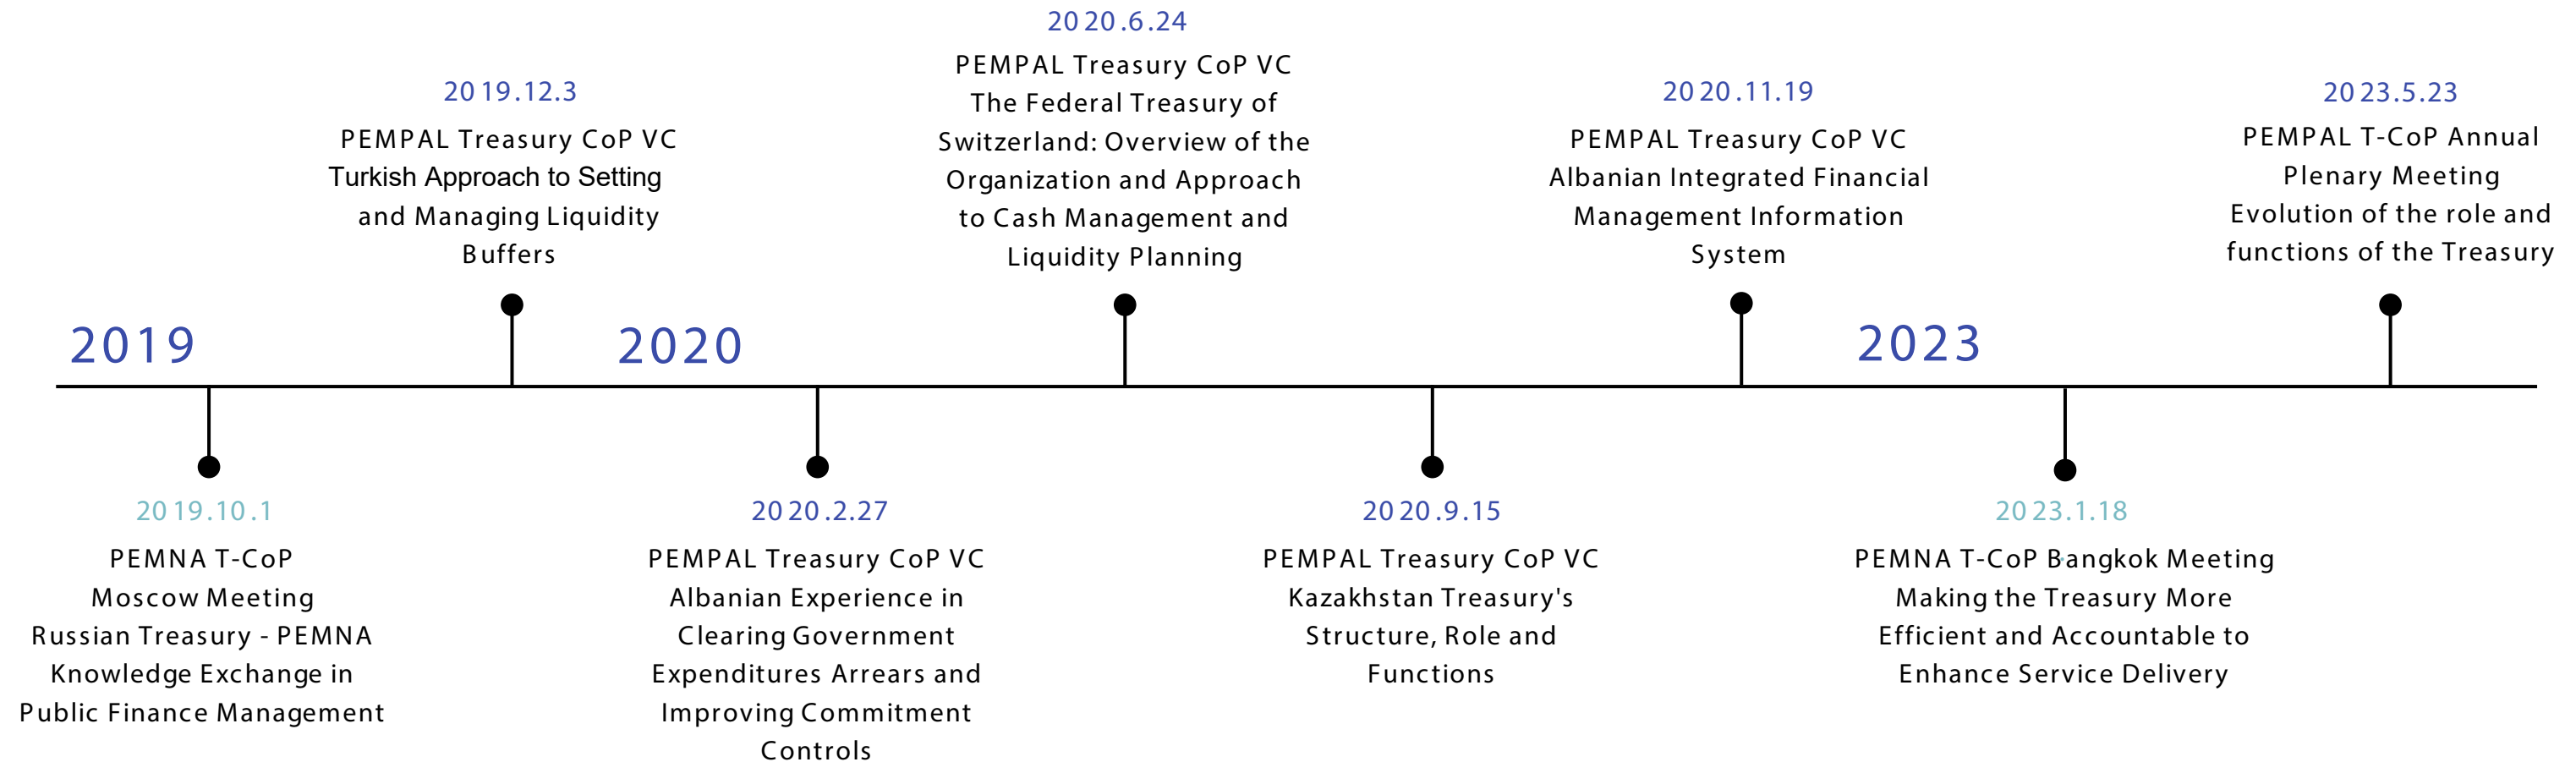 2019
2019.10.1
PEMNA T-CoP
Moscow Meeting
Russian Treasury - PEMNA
Knowledge Exchange in
Public Finance Management
2019.12.3
PEMPAL Treasury CoP VC
Turkish Approach to Setting
and Managing Liquidity
Buffers
2020
2020.2.27
PEMPAL Treasury CoP VC
Albanian Experience in
Clearing Government
Expenditures Arrears and
Improving Commitment
Controls
2020.6.24
PEMPAL Treasury CoP VC
The Federal Treasury of
Switzerland: Overview of the
Organization and Approach
to Cash Management and
Liquidity Planning
2020.9.15
PEMPAL Treasury CoP VC
Kazakhstan Treasury's
Structure, Role and
Functions
2020.11.19
PEMPAL Treasury CoP VC
Albanian Integrated Financial
Management Information
System
2023
2023.1.18
PEMNA T-CoP Bangkok Meeting
Making the Treasury More
Efficient and Accountable to
Enhance Service Delivery
2023.5.23
PEMPAL T-CoP Annual
Plenary Meeting
Evolution of the role and
functions of the Treasury